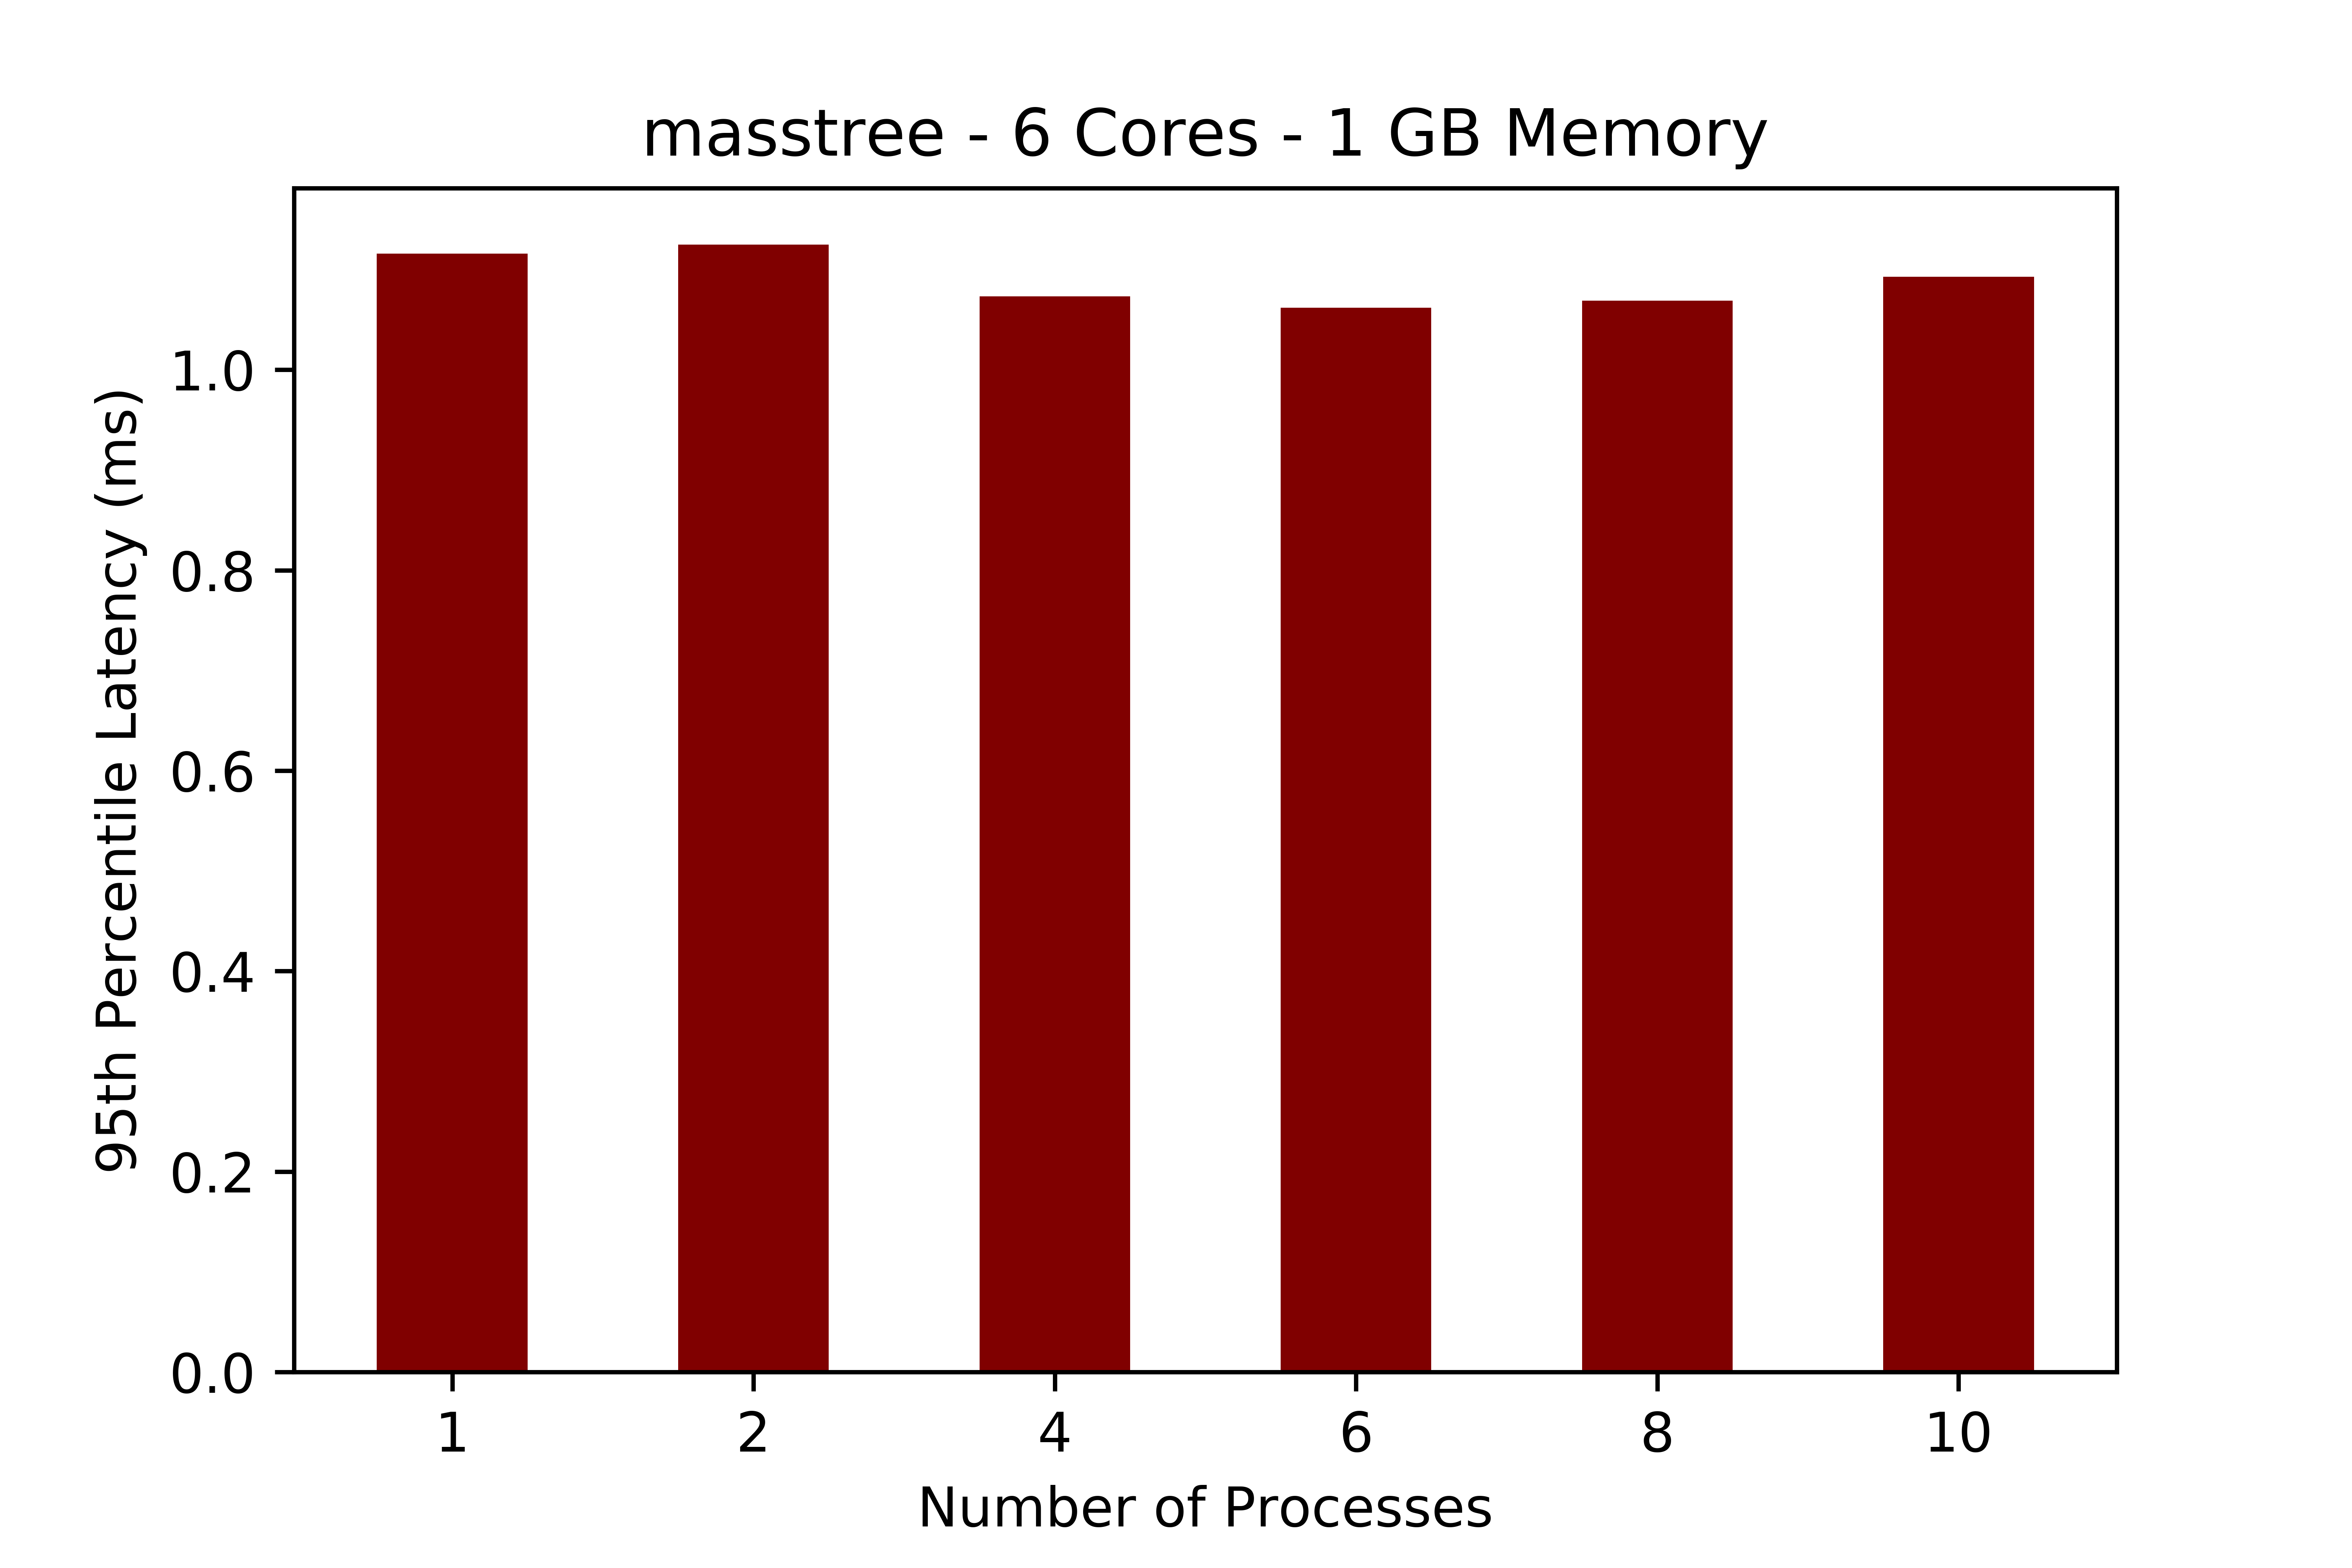 masstree - 6 Cores - 1 GB Memory
95th Percentile Latency (ms)
1.0
0.8
0.6
0.4
0.2
0.0
1 2 4 6 8 10
Number of Processes